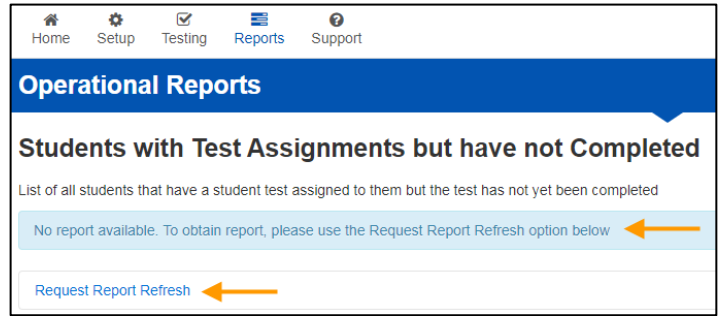 Home Setup Testing Reports Support
Operational Reports
Students with Test Assignments but have not Completed
List of all students that have a student test assigned to them but the test has not yet been completed
No report available. To obtain report, please use the Request Report Refresh option below
Request Report Refresh